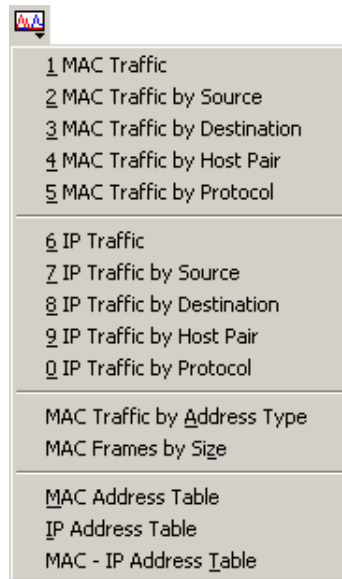 1 MAC Traffic
2 MAC Traffic by Source
3 MAC Traffic by Destination
4 MAC Traffic by Host Pair
5 MAC Traffic by Protocol
6 IP Traffic
7 IP Traffic by Source
8 IP Traffic by Destination
9 IP Traffic by Host Pair
0 IP Traffic by Protocol
MAC Traffic by Address Type
MAC Frames by Size
MAC Address Table
IP Address Table
MAC - IP Address Table